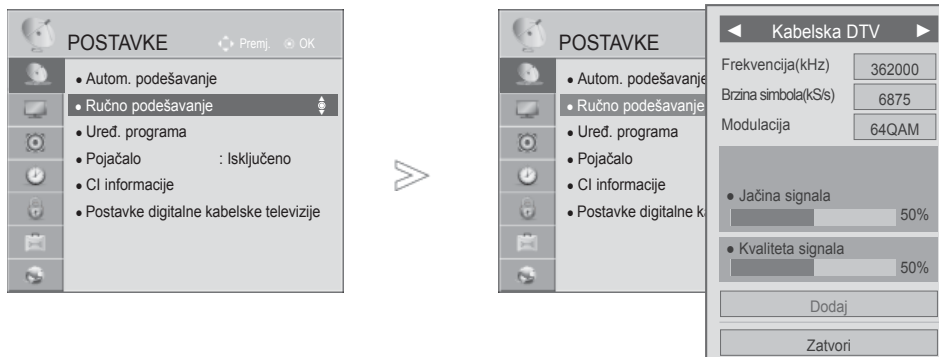 POSTAVKE Premj. OK
• Autom. podešavanje
• Ručno podešavanje
• Uređ. programa
• Pojačalo : Isključeno
• CI informacije
• Postavke digitalne kabelske televizije
POSTAVKE
• Autom. podešavanje
• Ručno podešavanje
• Uređ. programa
• Pojačalo
• CI informacije
• Postavke digitalne k
◄ Kabelska DTV ►
Frekvencija(kHz) 362000
Brzina simbola(kS/s) 6875
Modulacija 64QAM
• Jačina signala
50%
• Kvaliteta signala
50%
Dodaj
Zatvori